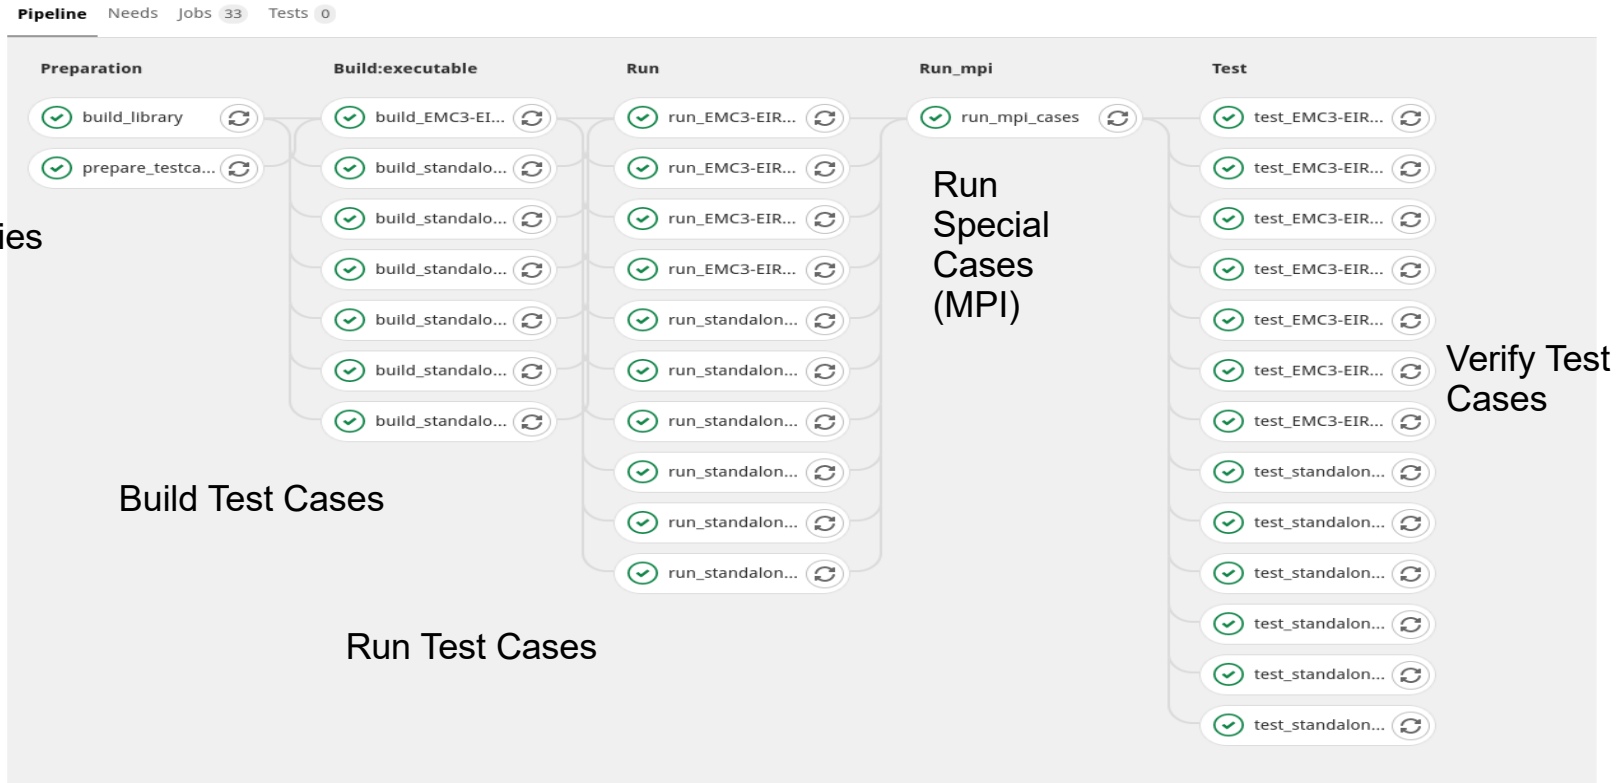 Pipeline Needs Jobs 33 Tests 0
Preparation
build_library
prepare_testca...
Build:executable
build_EMC3-EI...
build_standalo...
build_standalo...
build_standalo...
build_standalo...
build_standalo...
build_standalo...
Run
run_EMC3-EIR...
run_EMC3-EIR...
run_EMC3-EIR...
run_EMC3-EIR...
run_standalon...
run_standalon...
run_standalon...
run_standalon...
run_standalon...
run_standalon...
Run_mpi
run_mpi_cases
Test
test_EMC3-EIR...
test_EMC3-EIR...
test_EMC3-EIR...
test_EMC3-EIR...
test_EMC3-EIR...
test_EMC3-EIR...
test_EMC3-EIR...
test_standalon...
test_standalon...
test_standalon...
test_standalon...
test_standalon...
test_standalon...
ies
Build Test Cases
Run Test Cases
Run
Special
Cases
(MPI)
Verify Test
Cases